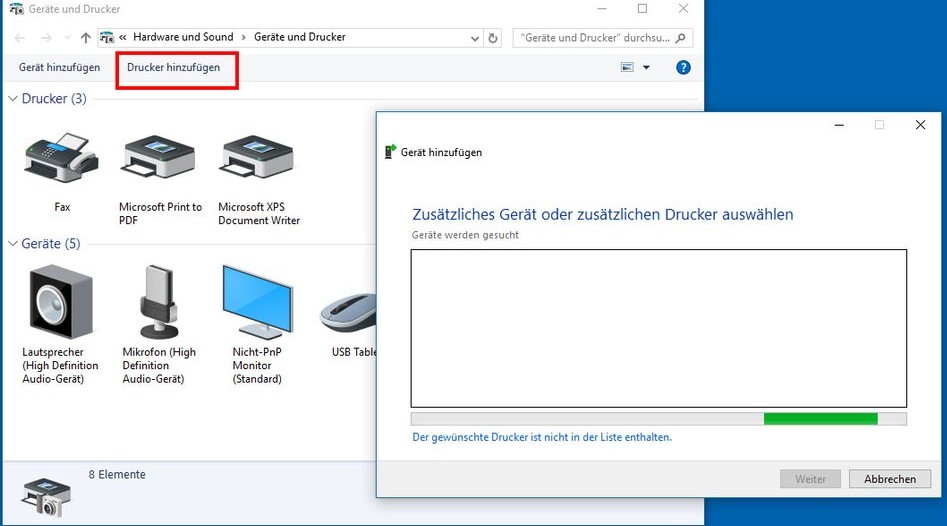 Geräte und Drucker
« Hardware und Sound > Geräte und Drucker
"Geräte und Drucker" durchsu...
Gerät hinzufügen
Drucker hinzufügen
Drucker (3)
Fax
Microsoft Print to
PDF
Microsoft XPS
Document Writer
Geräte (5)
Lautsprecher
(High Definition
Audio-Gerät)
Mikrofon (High
Definition
Audio-Gerät)
Nicht-PnP
Monitor
(Standard)
USB Table
8 Elemente
Gerät hinzufügen
Zusätzliches Gerät oder zusätzlichen Drucker auswählen
Geräte werden gesucht
Der gewünschte Drucker ist nicht in der Liste enthalten.
Weiter
Abbrechen